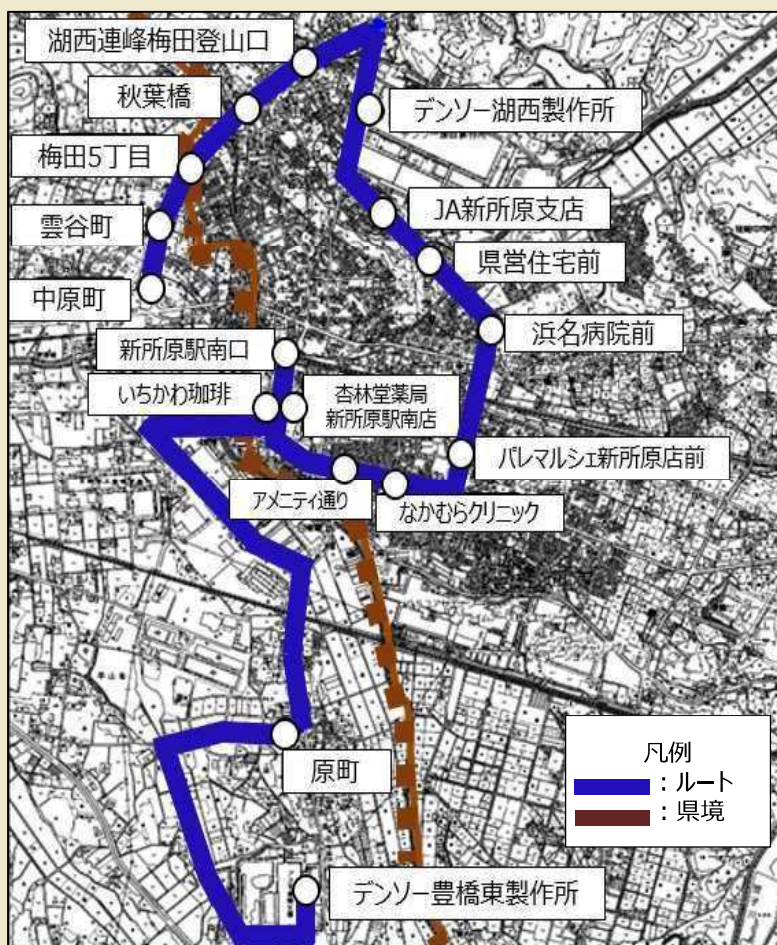 湖西連峰梅田登山口
秋葉橋
デンソー湖西製作所
梅田5丁目
JA新所原支店
雲谷町
県営住宅前
中原町
浜名病院前
新所原駅南口
いちかわ珈琲
杏林堂薬局
新所原駅南店
パレマルシェ新所原店前
アメニティ通り
なかむらクリニック
原町
凡例
：ルート
：県境
デンソー豊橋東製作所